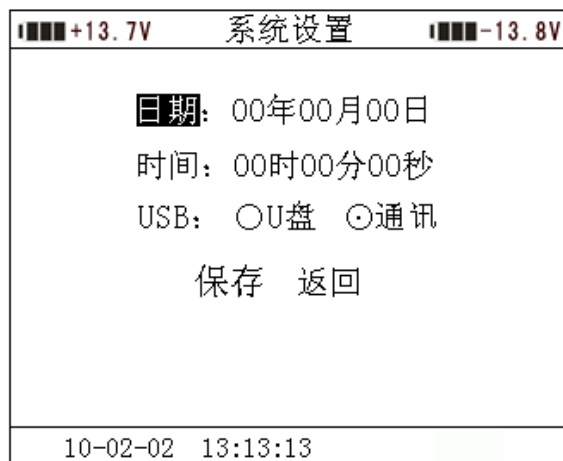 +13.7V 系统设置 -13.8V
日期：00年00月00日
时间：00时00分00秒
USB：○U盘 ⊙通讯
保存 返回
10-02-02 13:13:13